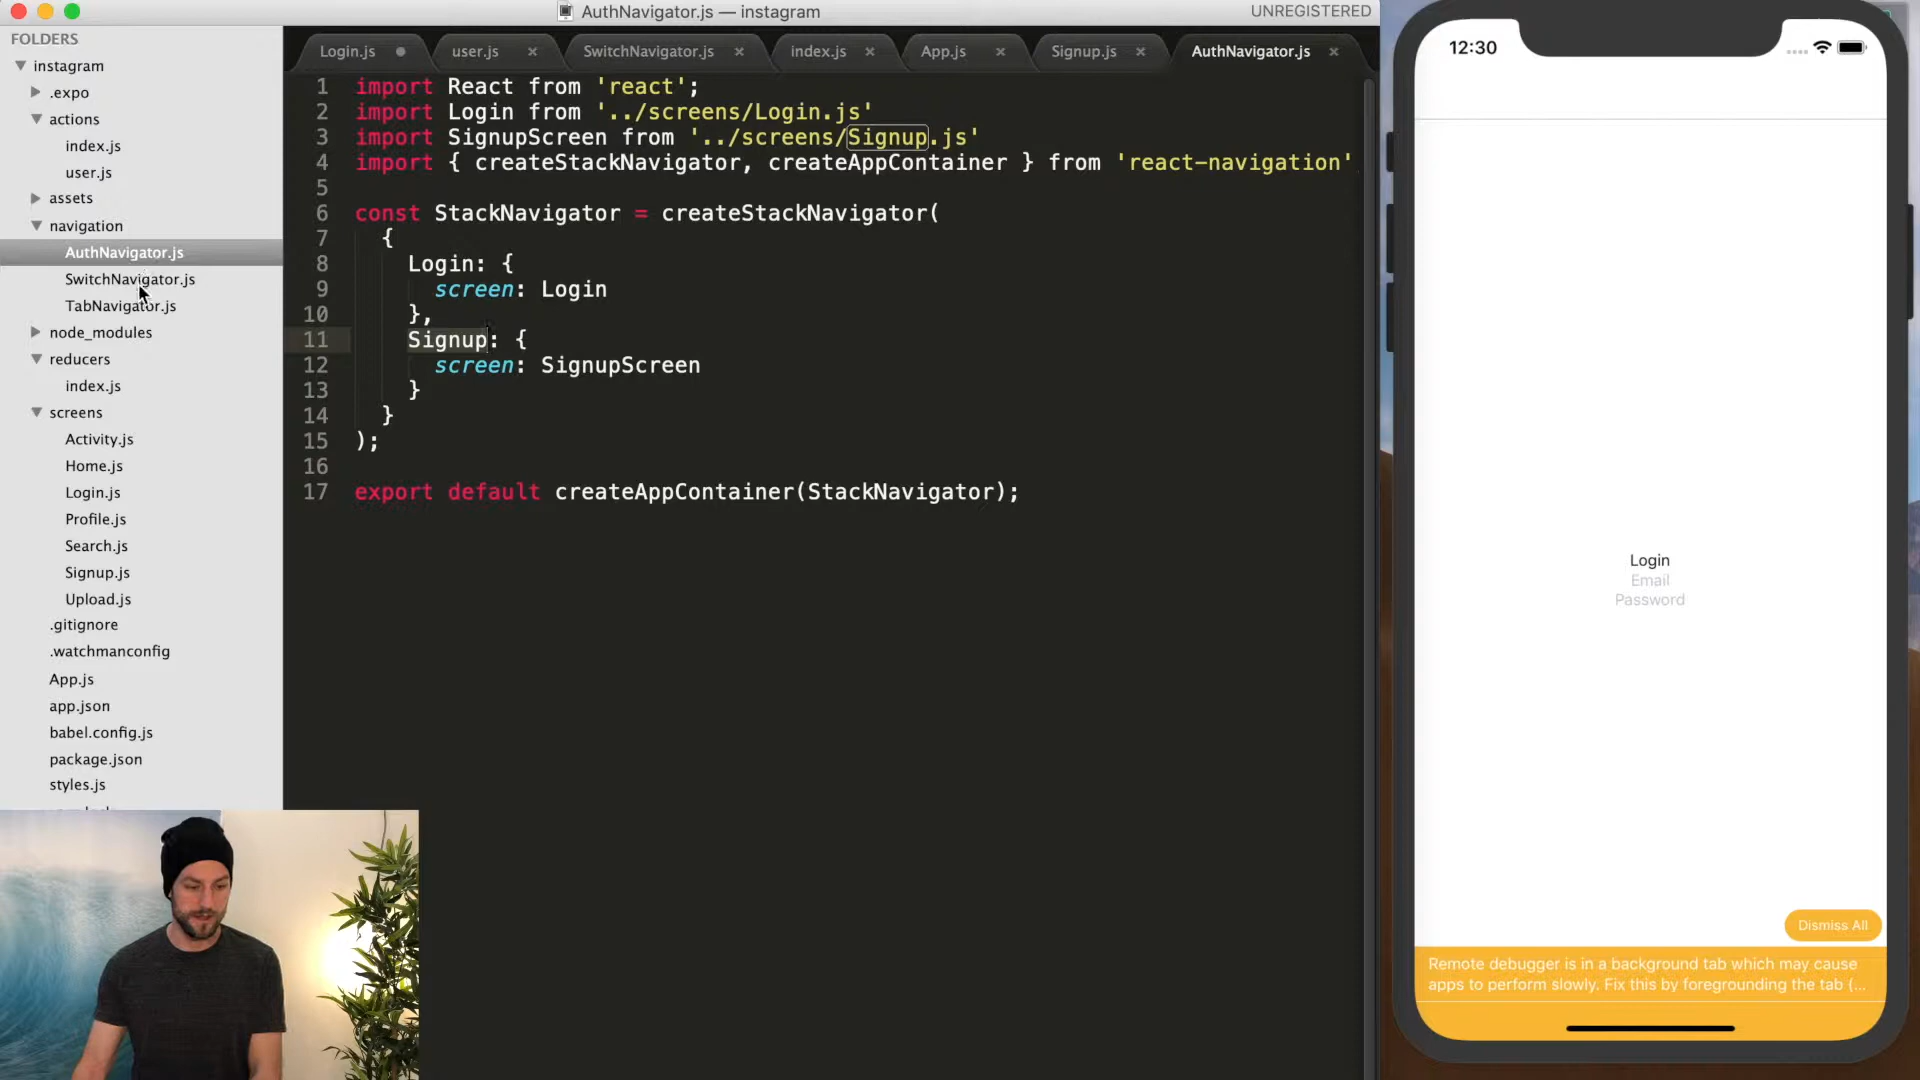 AuthNavigator.js — instagram
UNREGISTERED
FOLDERS
instagram
.expo
actions
index.js
user.js
assets
navigation
AuthNavigator.js
SwitchNavigator.js
TabNavigator.js
node_modules
reducers
index.js
screens
Activity.js
Home.js
Login.js
Profile.js
Search.js
Signup.js
Upload.js
.gitignore
.watchmanconfig
App.js
app.json
babel.config.js
package.json
styles.js
Login.js
user.js
SwitchNavigator.js
index.js
App.js
Signup.js
AuthNavigator.js
1 import React from 'react';
2 import Login from '../screens/Login.js'
3 import SignupScreen from '../screens/Signup.js'
4 import { createStackNavigator, createAppContainer } from 'react-navigation'
5
6 const StackNavigator = createStackNavigator(
7 {
8 Login: {
9 screen: Login
10 },
11 Signup: {
12 screen: SignupScreen
13 }
14 }
15 );
16
17 export default createAppContainer(StackNavigator);
12:30
Login
Email
Password
Dismiss All
Remote debugger is in a background tab which may cause
apps to perform slowly. Fix this by foregrounding the tab (...